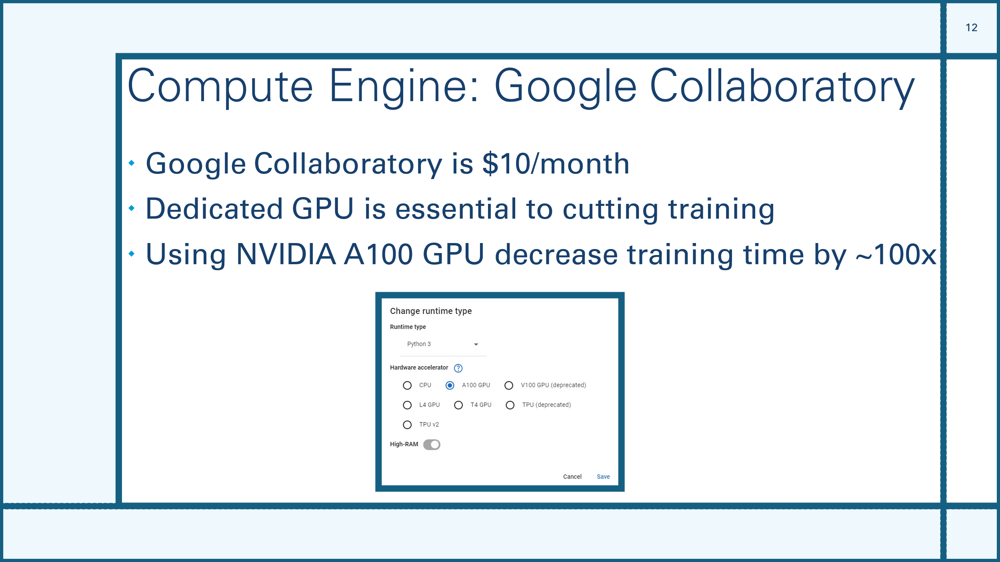 12
Compute Engine: Google Collaboratory
• Google Collaboratory is $10/month
• Dedicated GPU is essential to cutting training
• Using NVIDIA A100 GPU decrease training time by ~100x
Change runtime type
Runtime type
Python 3
Hardware accelerator ?
CPU A100 GPU V100 GPU (deprecated)
L4 GPU T4 GPU TPU (deprecated)
TPU v2
High-RAM
Cancel Save